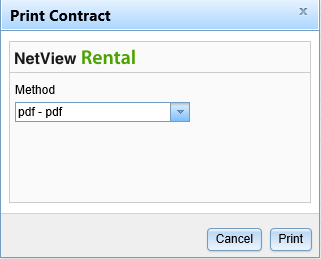 Print Contract x
NetView Rental
Method
pdf - pdf
Cancel Print